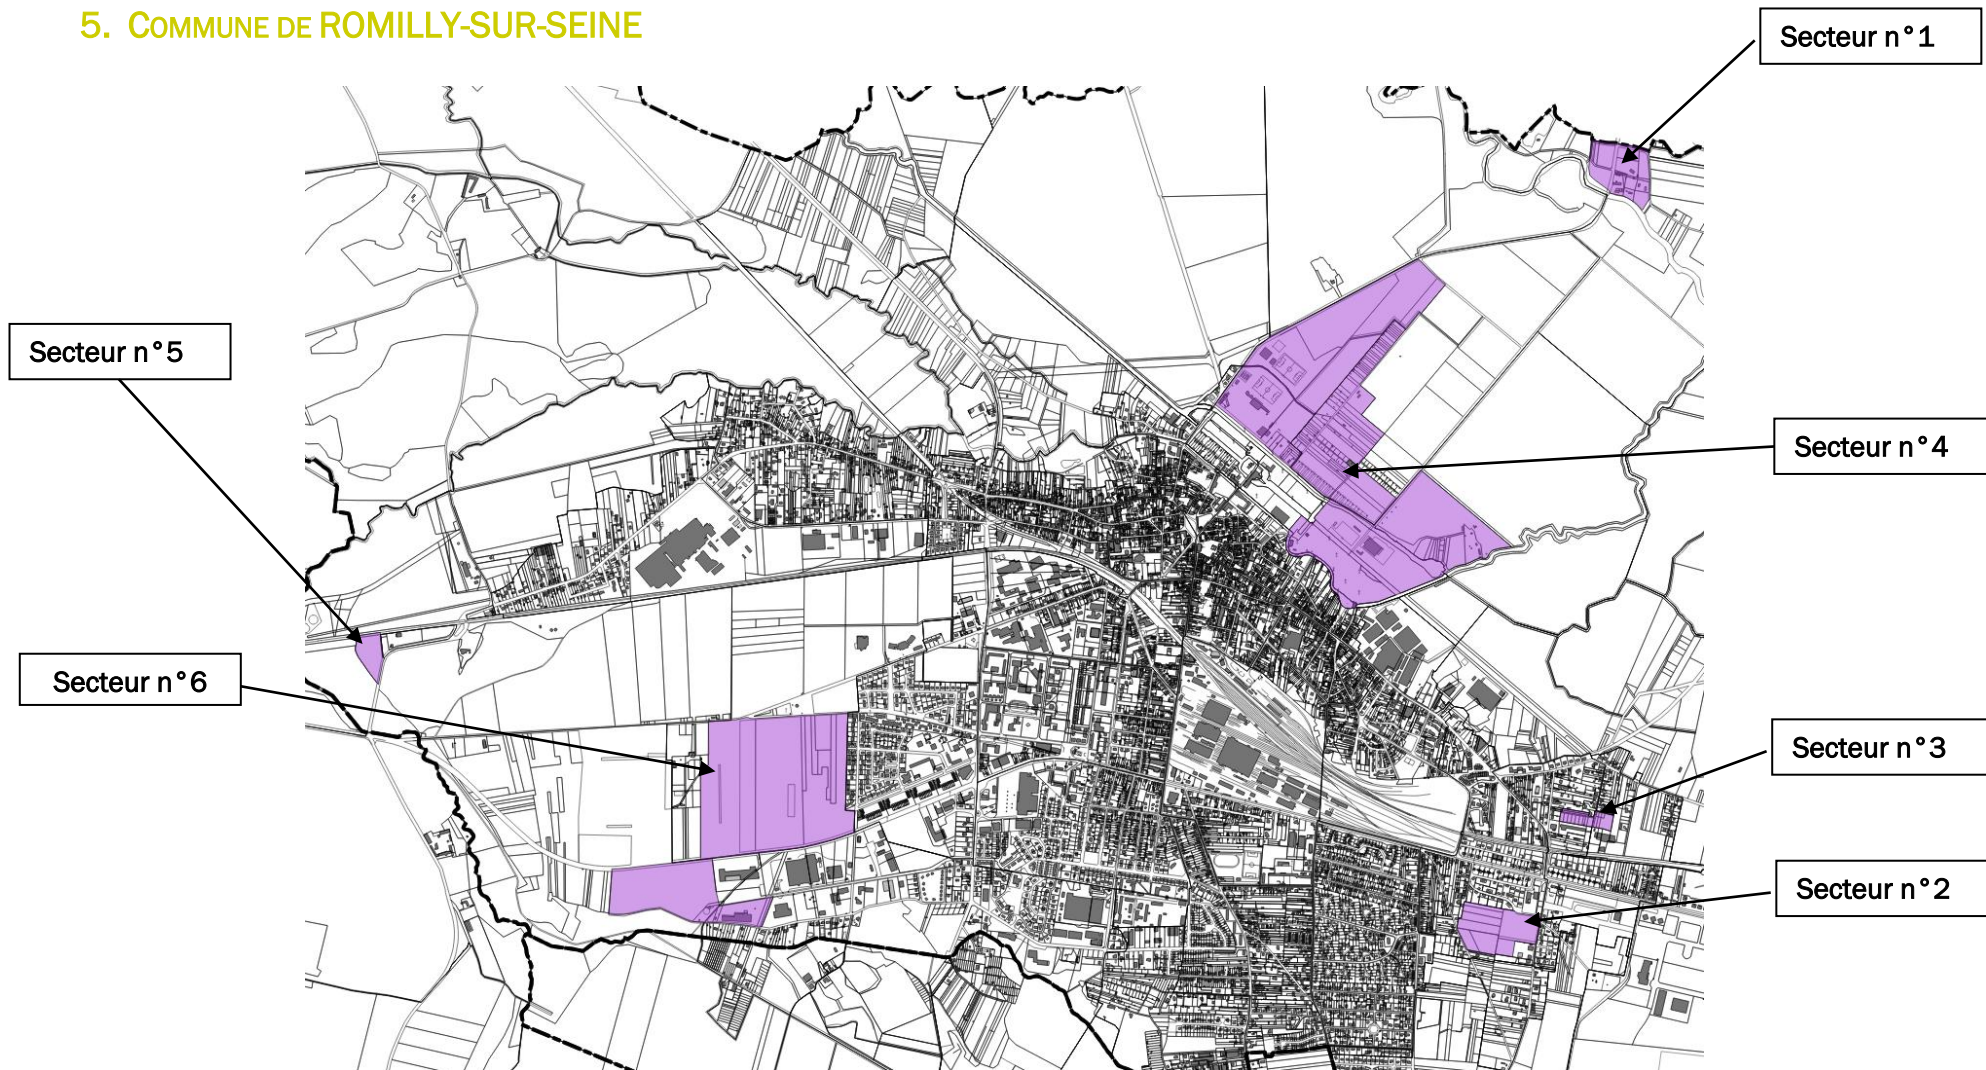 5. COMMUNE DE ROMILLY-SUR-SEINE
Secteur n°1
Secteur n°5
Secteur n°4
Secteur n°6
Secteur n°3
Secteur n°2